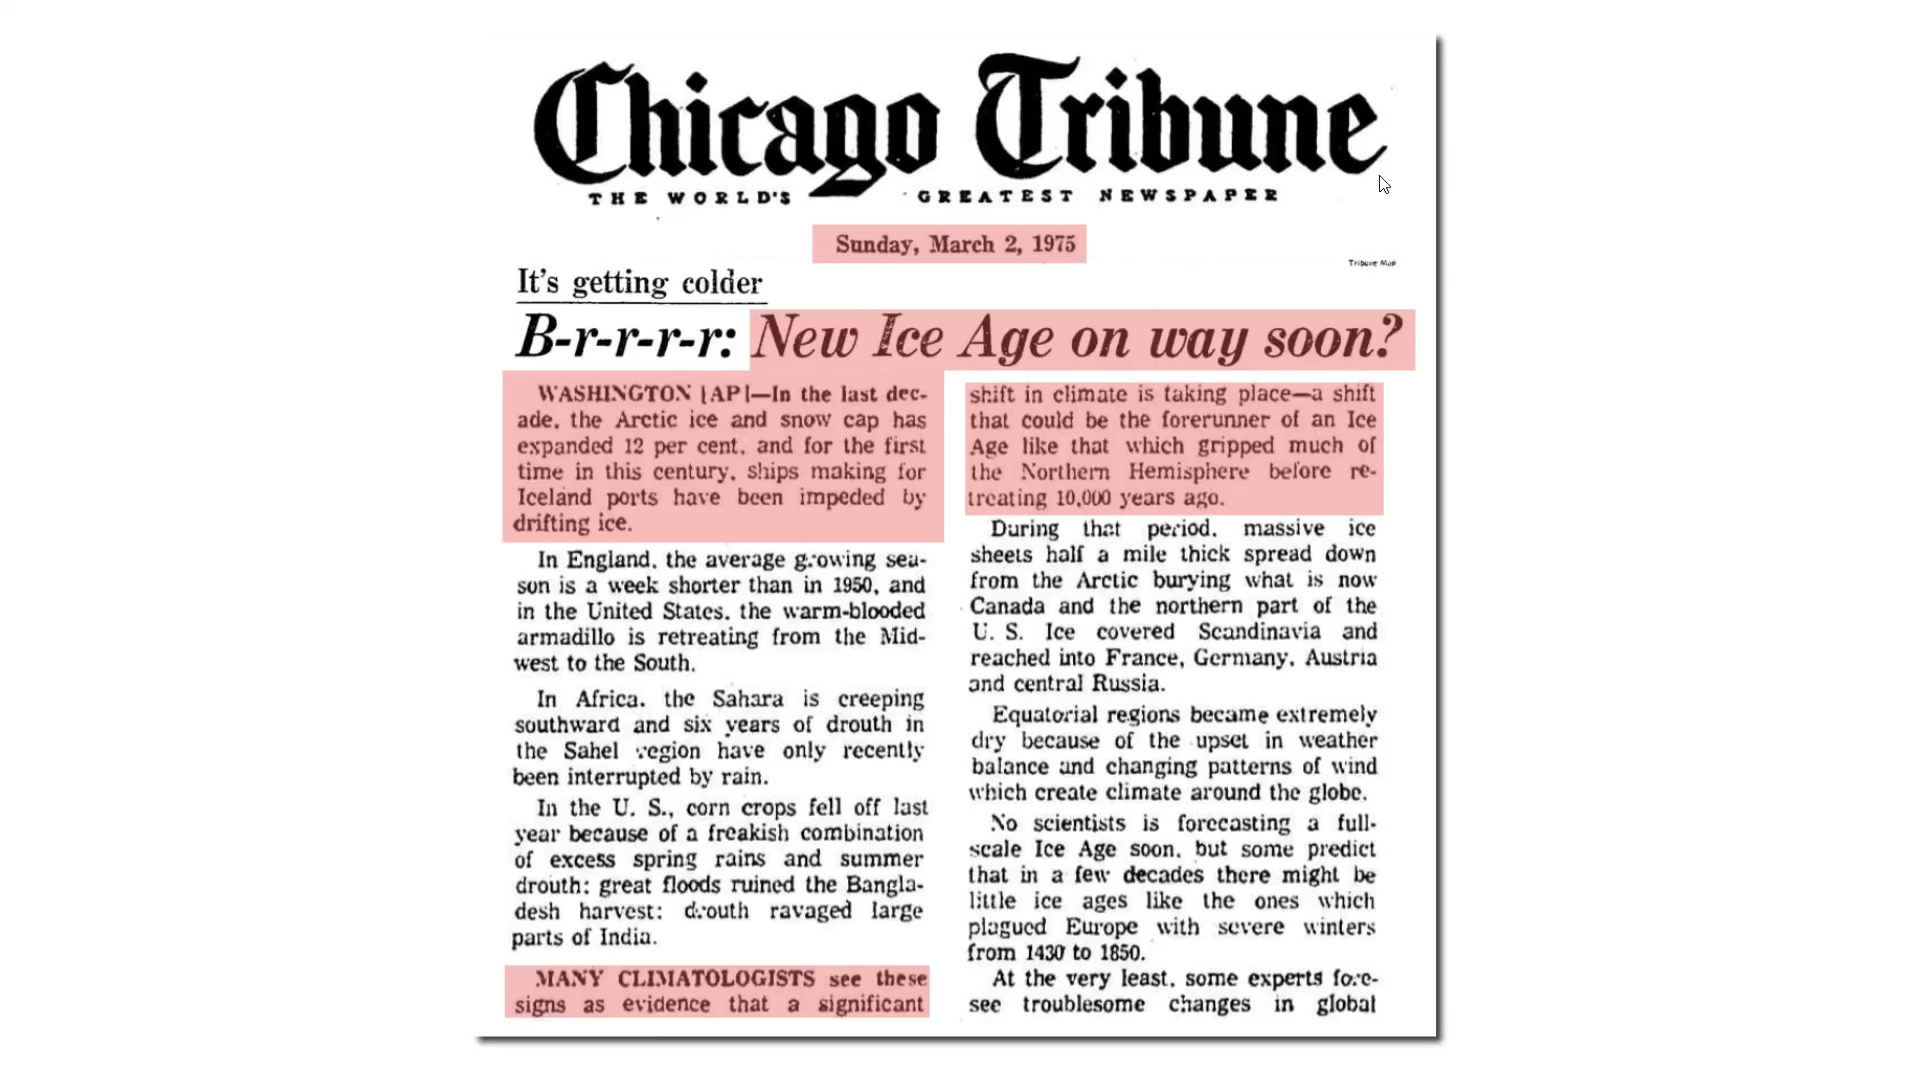 Chicago Tribune
THE WORLD'S GREATEST NEWSPAPER
Sunday, March 2, 1975
Tribune Map
It's getting colder
B-r-r-r-r: New Ice Age on way soon?
WASHINGTON [AP]—In the last dec-
ade, the Arctic ice and snow cap has
expanded 12 per cent, and for the first
time in this century, ships making for
Iceland ports have been impeded by
drifting ice.
In England, the average growing sea-
son is a week shorter than in 1950, and
in the United States, the warm-blooded
armadillo is retreating from the Mid-
west to the South.
In Africa, the Sahara is creeping
southward and six years of drouth in
the Sahel region have only recently
been interrupted by rain.
In the U. S., corn crops fell off last
year because of a freakish combination
of excess spring rains and summer
drouth; great floods ruined the Bangla-
desh harvest; drouth ravaged large
parts of India.
MANY CLIMATOLOGISTS see these
signs as evidence that a significant
shift in climate is taking place—a shift
that could be the forerunner of an Ice
Age like that which gripped much of
the Northern Hemisphere before re-
treating 10,000 years ago.
During that period, massive ice
sheets half a mile thick spread down
from the Arctic burying what is now
Canada and the northern part of the
U. S. Ice covered Scandinavia and
reached into France, Germany, Austria
and central Russia.
Equatorial regions became extremely
dry because of the upset in weather
balance and changing patterns of wind
which create climate around the globe.
No scientists is forecasting a full-
scale Ice Age soon, but some predict
that in a few decades there might be
little ice ages like the ones which
plagued Europe with severe winters
from 1430 to 1850.
At the very least, some experts fore-
see troublesome changes in global